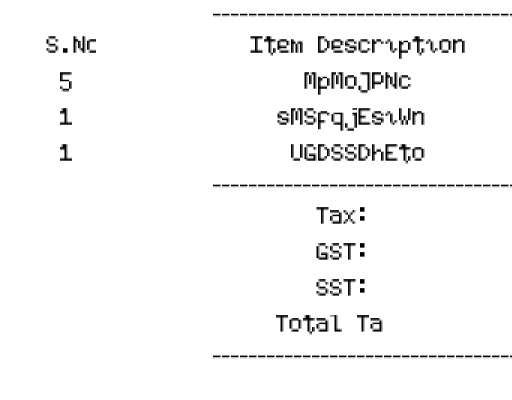 S.No Item Description
5 MpMoJPNc
1 sMSfqjEsiWn
1 UGDSSDhEto
Tax:
GST:
SST:
Total Ta